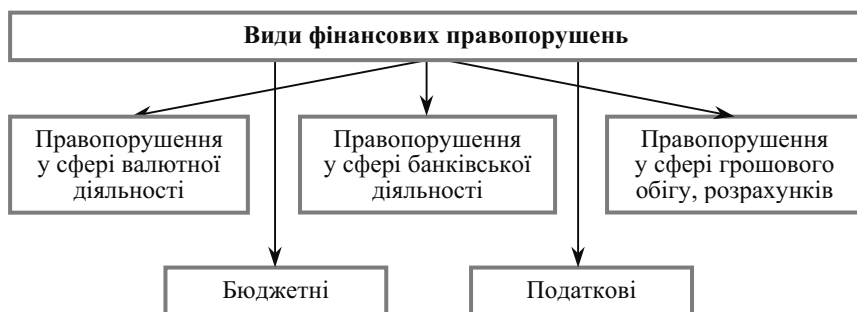 Види фінансових правопорушень
Правопорушення
у сфері валютної
діяльності
Правопорушення
у сфері банківської
діяльності
Правопорушення
у сфері грошового
обігу, розрахунків
Бюджетні
Податкові